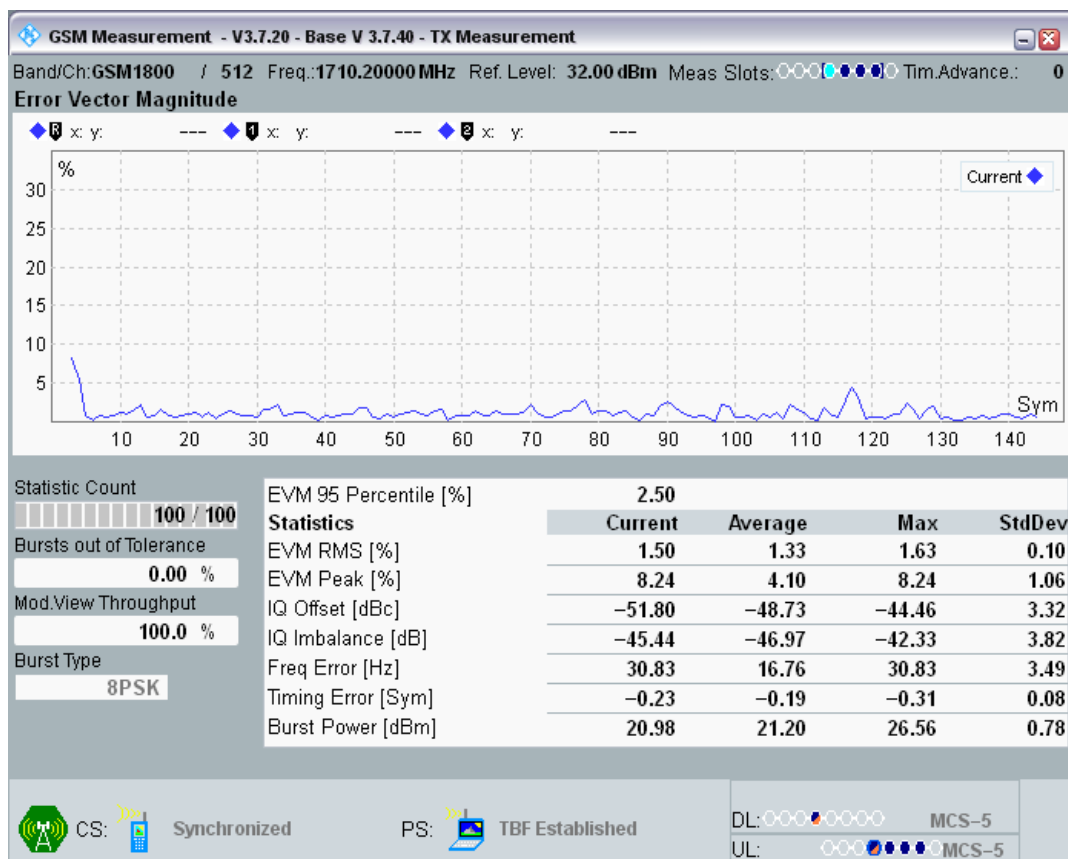 GSM Measurement - V3.7.20 - Base V 3.7.40 - TX Measurement
Band/Ch:GSM1800 / 512 Freq.:1710.20000 MHz Ref. Level: 32.00 dBm Meas Slots: Tim.Advance.: 0
Error Vector Magnitude
R x: y: --- 1 x: y: --- 2 x: y: ---
%
Current
30
25
20
15
10
5
Sym
10 20 30 40 50 60 70 80 90 100 110 120 130 140
Statistic Count
100 / 100
Bursts out of Tolerance
0.00 %
Mod.View Throughput
100.0 %
Burst Type
8PSK
EVM 95 Percentile [%] 2.50
Statistics Current Average Max StdDev
EVM RMS [%] 1.50 1.33 1.63 0.10
EVM Peak [%] 8.24 4.10 8.24 1.06
IQ Offset [dBc] −51.80 −48.73 −44.46 3.32
IQ Imbalance [dB] −45.44 −46.97 −42.33 3.82
Freq Error [Hz] 30.83 16.76 30.83 3.49
Timing Error [Sym] −0.23 −0.19 −0.31 0.08
Burst Power [dBm] 20.98 21.20 26.56 0.78
CS: Synchronized PS: TBF Established
DL: MCS−5
UL: MCS−5